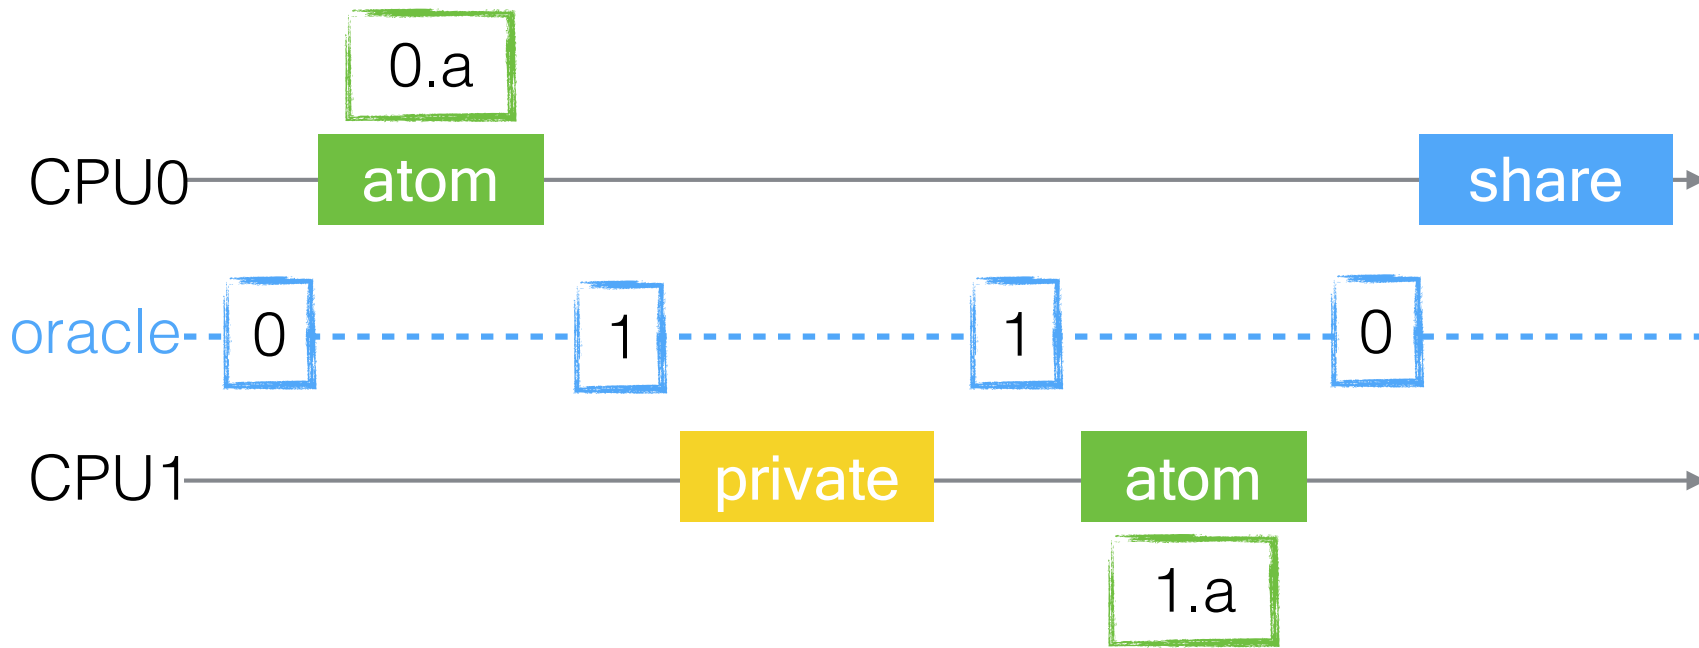 0.a
CPU0 atom share
oracle 0 1 1 0
CPU1 private atom
1.a